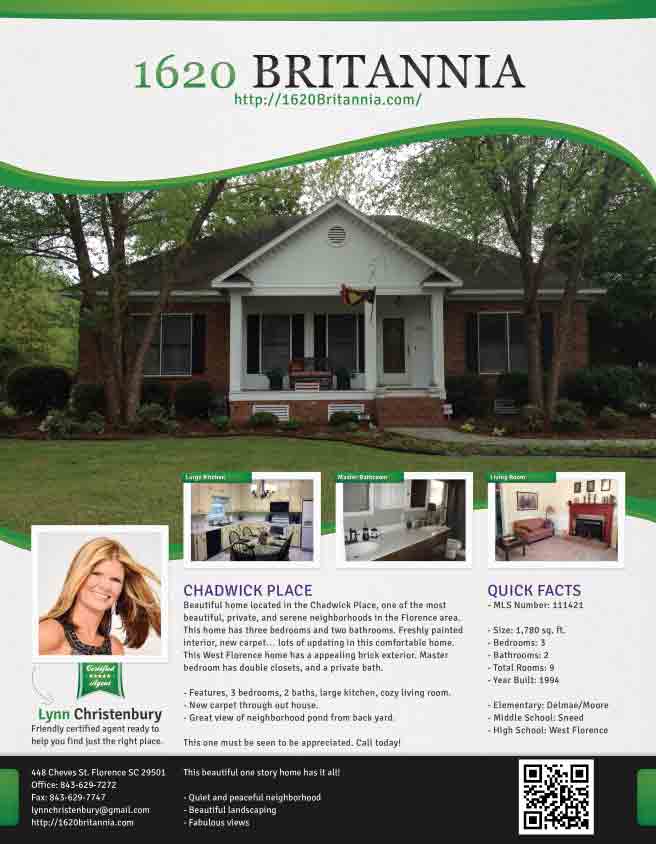 1620 BRITANNIA
http://1620Britannia.com/
Large Kitchen
Master Bathroom
Living Room
CHADWICK PLACE
Beautiful home located in the Chadwick Place, one of the most
beautiful, private, and serene neighborhoods in the Florence area.
This home has three bedrooms and two bathrooms. Freshly painted
interior, new carpet... lots of updating in this comfortable home.
This West Florence home has a appealing brick exterior. Master
bedroom has double closets, and a private bath.
- Features, 3 bedrooms, 2 baths, large kitchen, cozy living room.
- New carpet through out house.
- Great view of neighborhood pond from back yard.
This one must be seen to be appreciated. Call today!
QUICK FACTS
- MLS Number: 111421
- Size: 1,780 sq. ft.
- Bedrooms: 3
- Bathrooms: 2
- Total Rooms: 9
- Year Built: 1994
- Elementary: Delmae/Moore
- Middle School: Sneed
- High School: West Florence
Certified
Agent
Lynn Christenbury
Friendly certified agent ready to
help you find just the right place.
448 Cheves St. Florence SC 29501
Office: 843-629-7272
Fax: 843-629-7747
lynnchristenbury@gmail.com
http://1620britannia.com
This beautiful one story home has it all!
- Quiet and peaceful neighborhood
- Beautiful landscaping
- Fabulous views